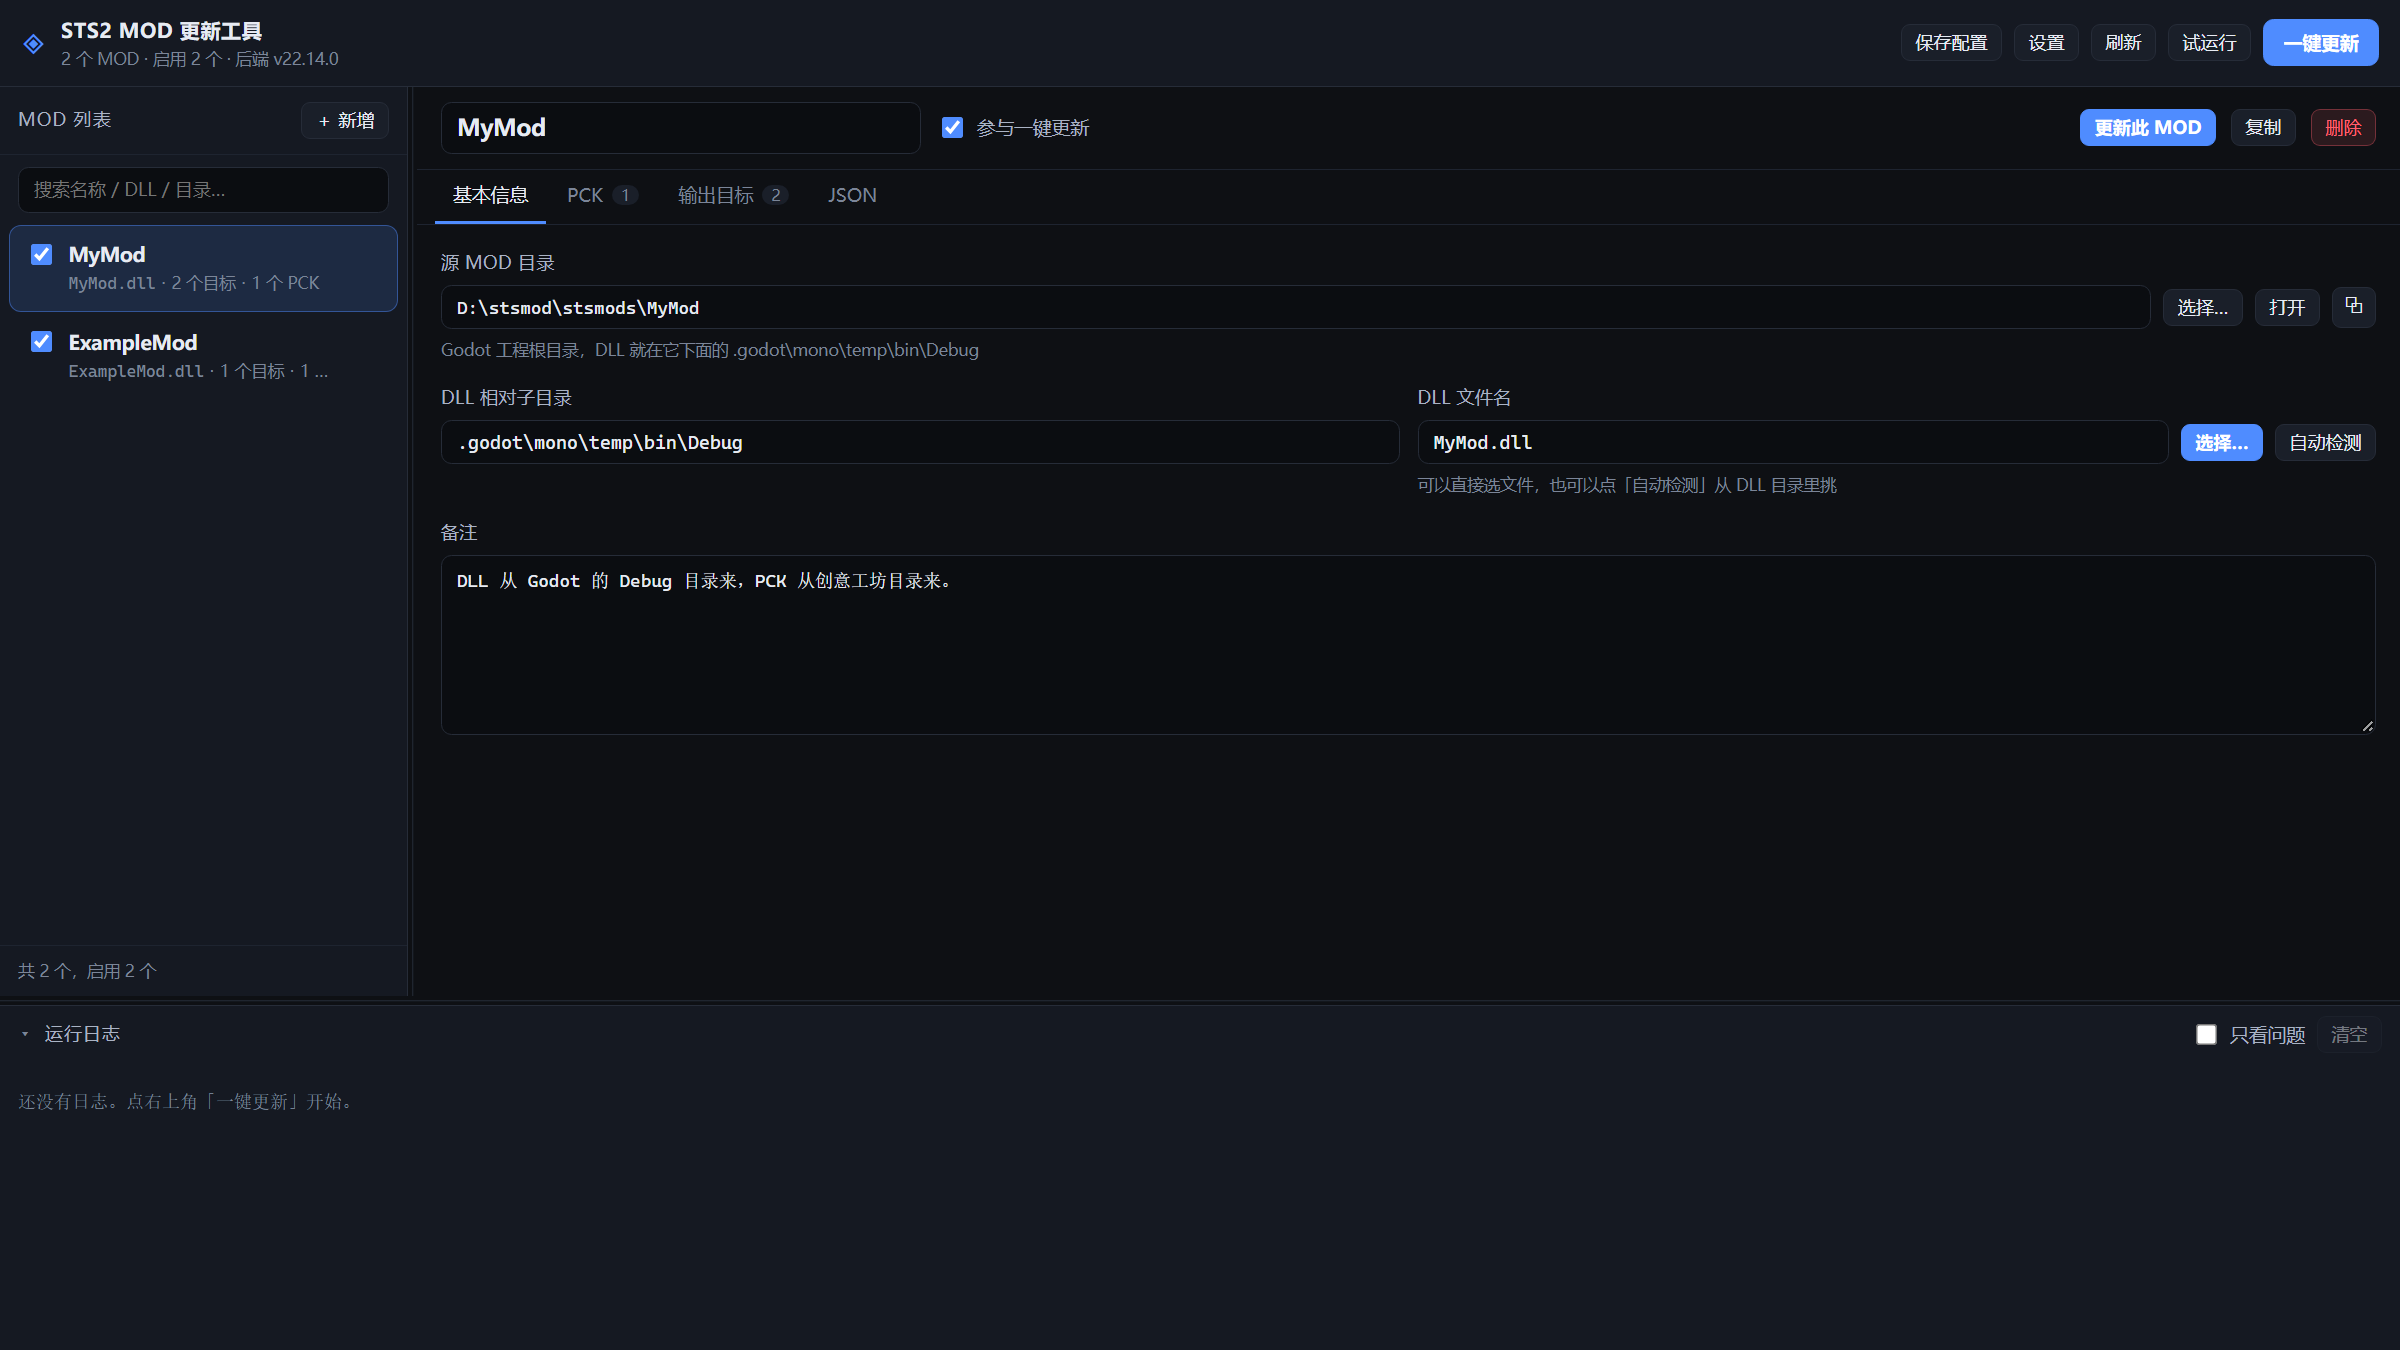 STS2 MOD 更新工具
2 个 MOD · 启用 2 个 · 后端 v22.14.0
保存配置
设置
刷新
试运行
一键更新
MOD 列表
+ 新增
搜索名称 / DLL / 目录...
MyMod
MyMod.dll · 2 个目标 · 1 个 PCK
ExampleMod
ExampleMod.dll · 1 个目标 · 1 ...
共 2 个，启用 2 个
MyMod
参与一键更新
更新此 MOD
复制
删除
基本信息
PCK 1
输出目标 2
JSON
源 MOD 目录
D:\stsmod\stsmods\MyMod
选择...
打开
Godot 工程根目录，DLL 就在它下面的 .godot\mono\temp\bin\Debug
DLL 相对子目录
.godot\mono\temp\bin\Debug
DLL 文件名
MyMod.dll
选择...
自动检测
可以直接选文件，也可以点「自动检测」从 DLL 目录里挑
备注
DLL 从 Godot 的 Debug 目录来，PCK 从创意工坊目录来。
运行日志
只看问题
清空
还没有日志。点右上角「一键更新」开始。